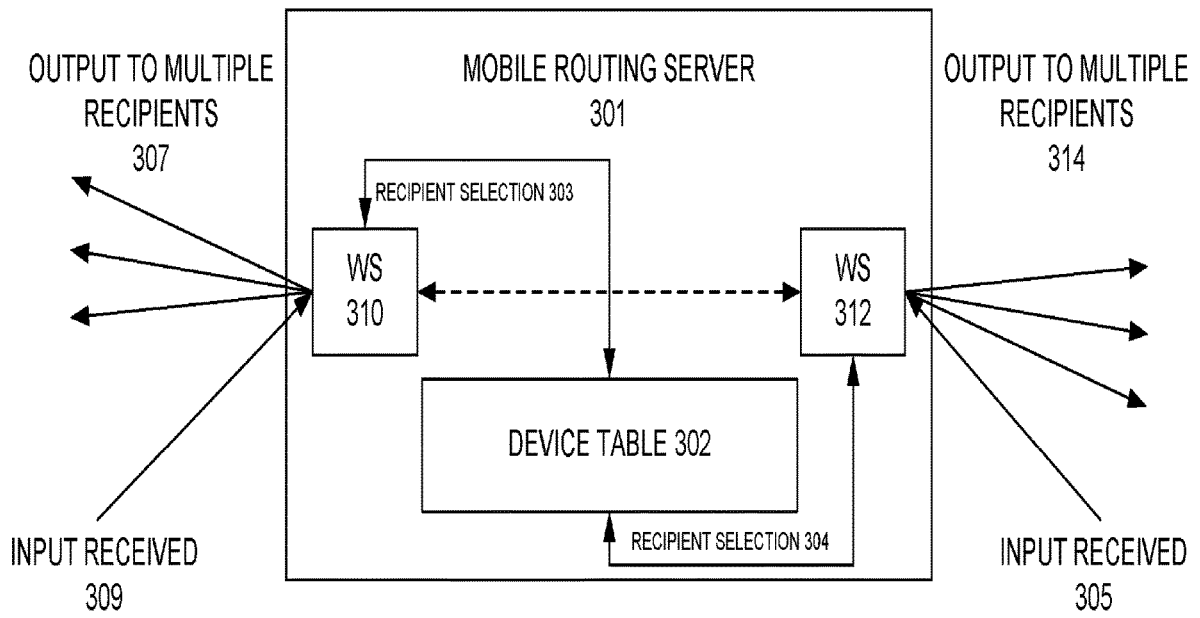 OUTPUT TO MULTIPLE
RECIPIENTS
307
MOBILE ROUTING SERVER
301
OUTPUT TO MULTIPLE
RECIPIENTS
314
RECIPIENT SELECTION 303
WS
310
WS
312
DEVICE TABLE 302
RECIPIENT SELECTION 304
INPUT RECEIVED
309
INPUT RECEIVED
305